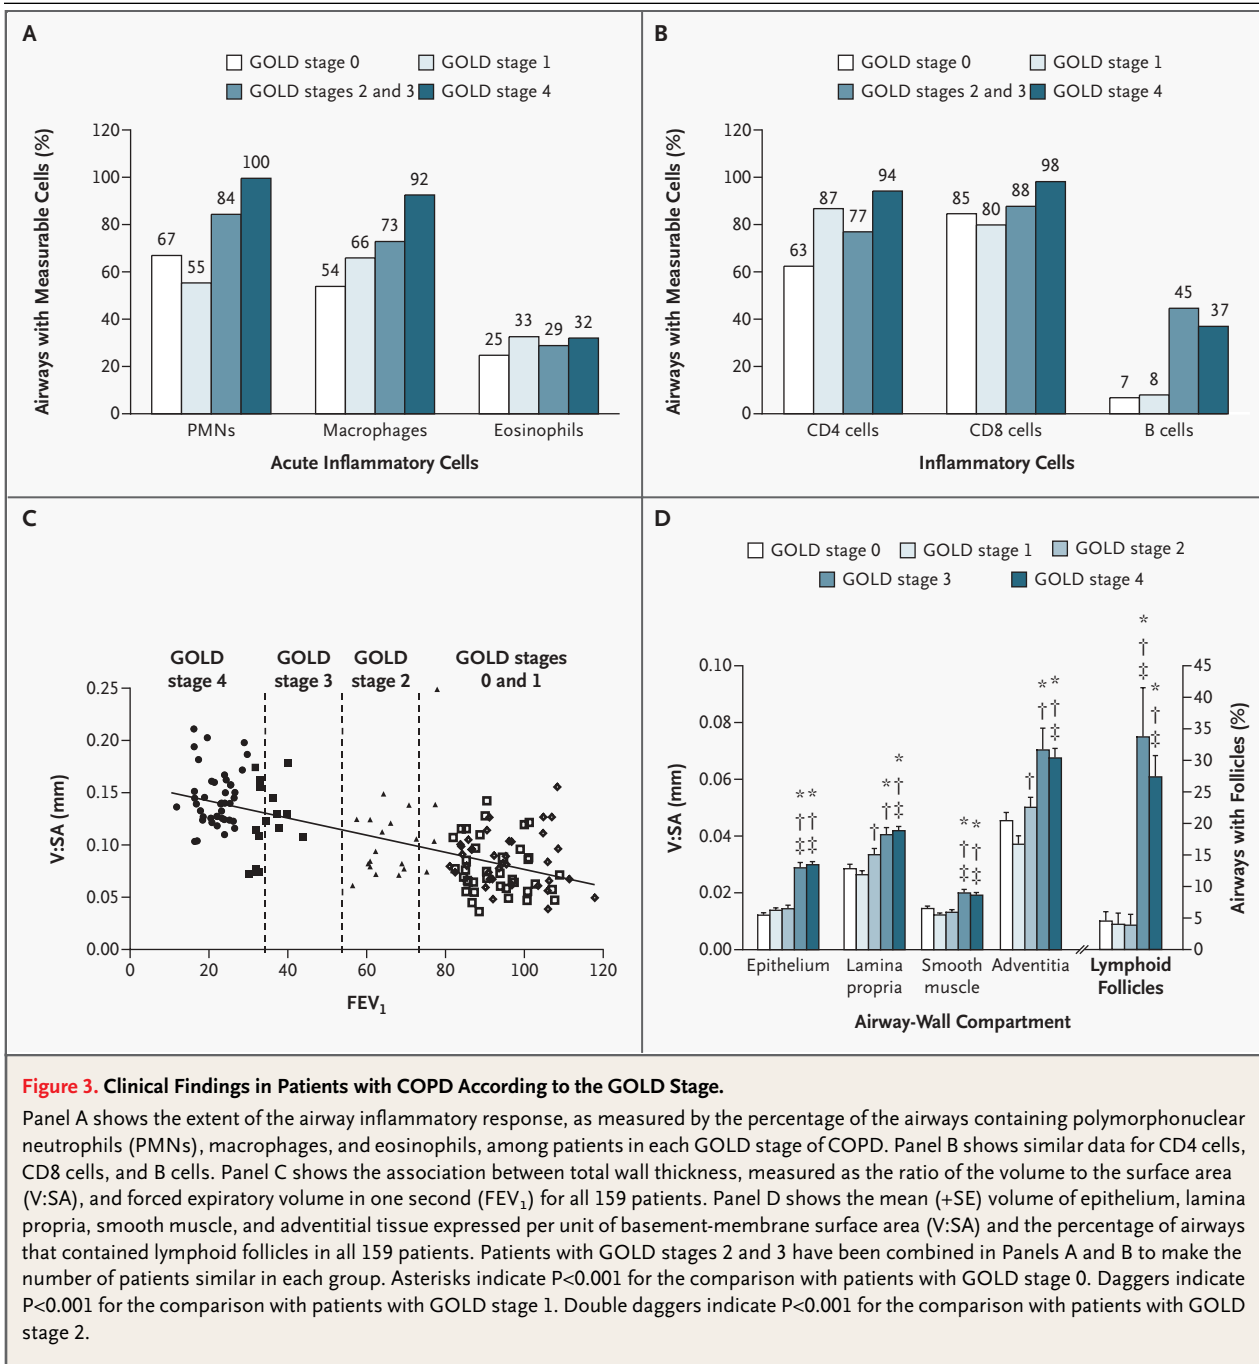 A
GOLD stage 0
GOLD stage 1
GOLD stages 2 and 3
GOLD stage 4
Airways with Measurable Cells (%)
120
100
80
60
40
20
0
67
55
84
100
54
66
73
92
25
33
29
32
PMNs
Macrophages
Eosinophils
Acute Inflammatory Cells
B
GOLD stage 0
GOLD stage 1
GOLD stages 2 and 3
GOLD stage 4
Airways with Measurable Cells (%)
120
100
80
60
40
20
0
63
87
77
94
85
80
88
98
7
8
45
37
CD4 cells
CD8 cells
B cells
Inflammatory Cells
C
GOLD
stage 4
GOLD
stage 3
GOLD
stage 2
GOLD stages
0 and 1
V:SA (mm)
0.25
0.20
0.15
0.10
0.05
0.00
0
20
40
60
80
100
120
FEV₁
D
GOLD stage 0
GOLD stage 1
GOLD stage 2
GOLD stage 3
GOLD stage 4
V:SA (mm)
0.10
0.08
0.06
0.04
0.02
0.00
* *
† †
‡ ‡
†
* †
* † ‡
* *
† †
‡ ‡
†
* †
* † ‡
* † ‡
* † ‡
45
40
35
30
25
20
15
10
5
0
Airways with Follicles (%)
Epithelium
Lamina
propria
Smooth
muscle
Adventitia
Lymphoid
Follicles
Airway-Wall Compartment
Figure 3. Clinical Findings in Patients with COPD According to the GOLD Stage.
Panel A shows the extent of the airway inflammatory response, as measured by the percentage of the airways containing polymorphonuclear
neutrophils (PMNs), macrophages, and eosinophils, among patients in each GOLD stage of COPD. Panel B shows similar data for CD4 cells,
CD8 cells, and B cells. Panel C shows the association between total wall thickness, measured as the ratio of the volume to the surface area
(V:SA), and forced expiratory volume in one second (FEV₁) for all 159 patients. Panel D shows the mean (+SE) volume of epithelium, lamina
propria, smooth muscle, and adventitial tissue expressed per unit of basement-membrane surface area (V:SA) and the percentage of airways
that contained lymphoid follicles in all 159 patients. Patients with GOLD stages 2 and 3 have been combined in Panels A and B to make the
number of patients similar in each group. Asterisks indicate P<0.001 for the comparison with patients with GOLD stage 0. Daggers indicate
P<0.001 for the comparison with patients with GOLD stage 1. Double daggers indicate P<0.001 for the comparison with patients with GOLD
stage 2.